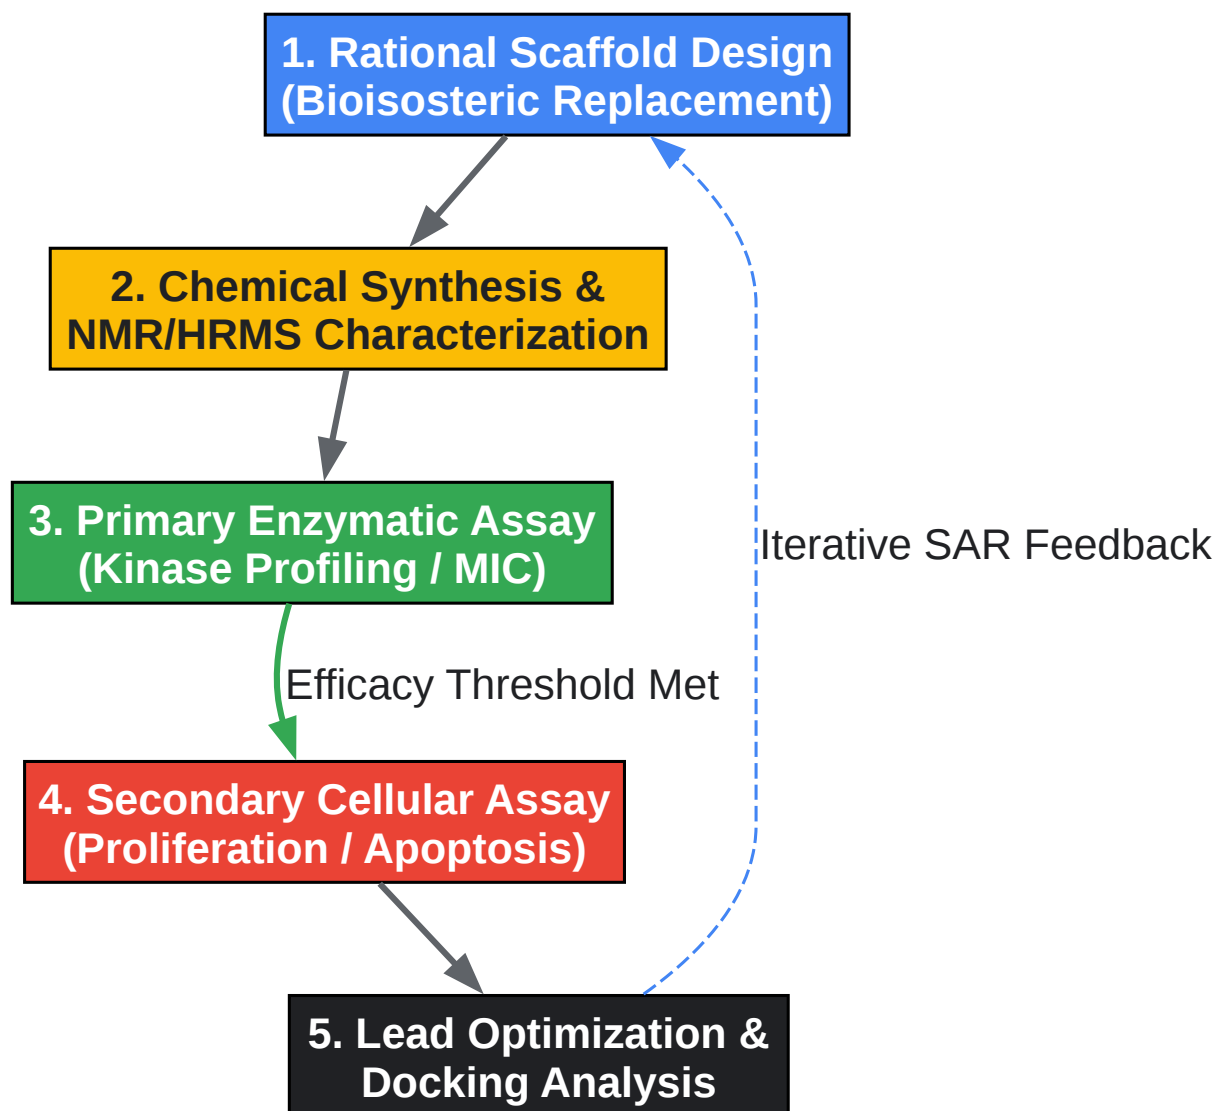 1. Rational Scaffold Design
(Bioisosteric Replacement)
2. Chemical Synthesis &
NMR/HRMS Characterization
3. Primary Enzymatic Assay
(Kinase Profiling / MIC)
Iterative SAR Feedback
Efficacy Threshold Met
4. Secondary Cellular Assay
(Proliferation / Apoptosis)
5. Lead Optimization &
Docking Analysis